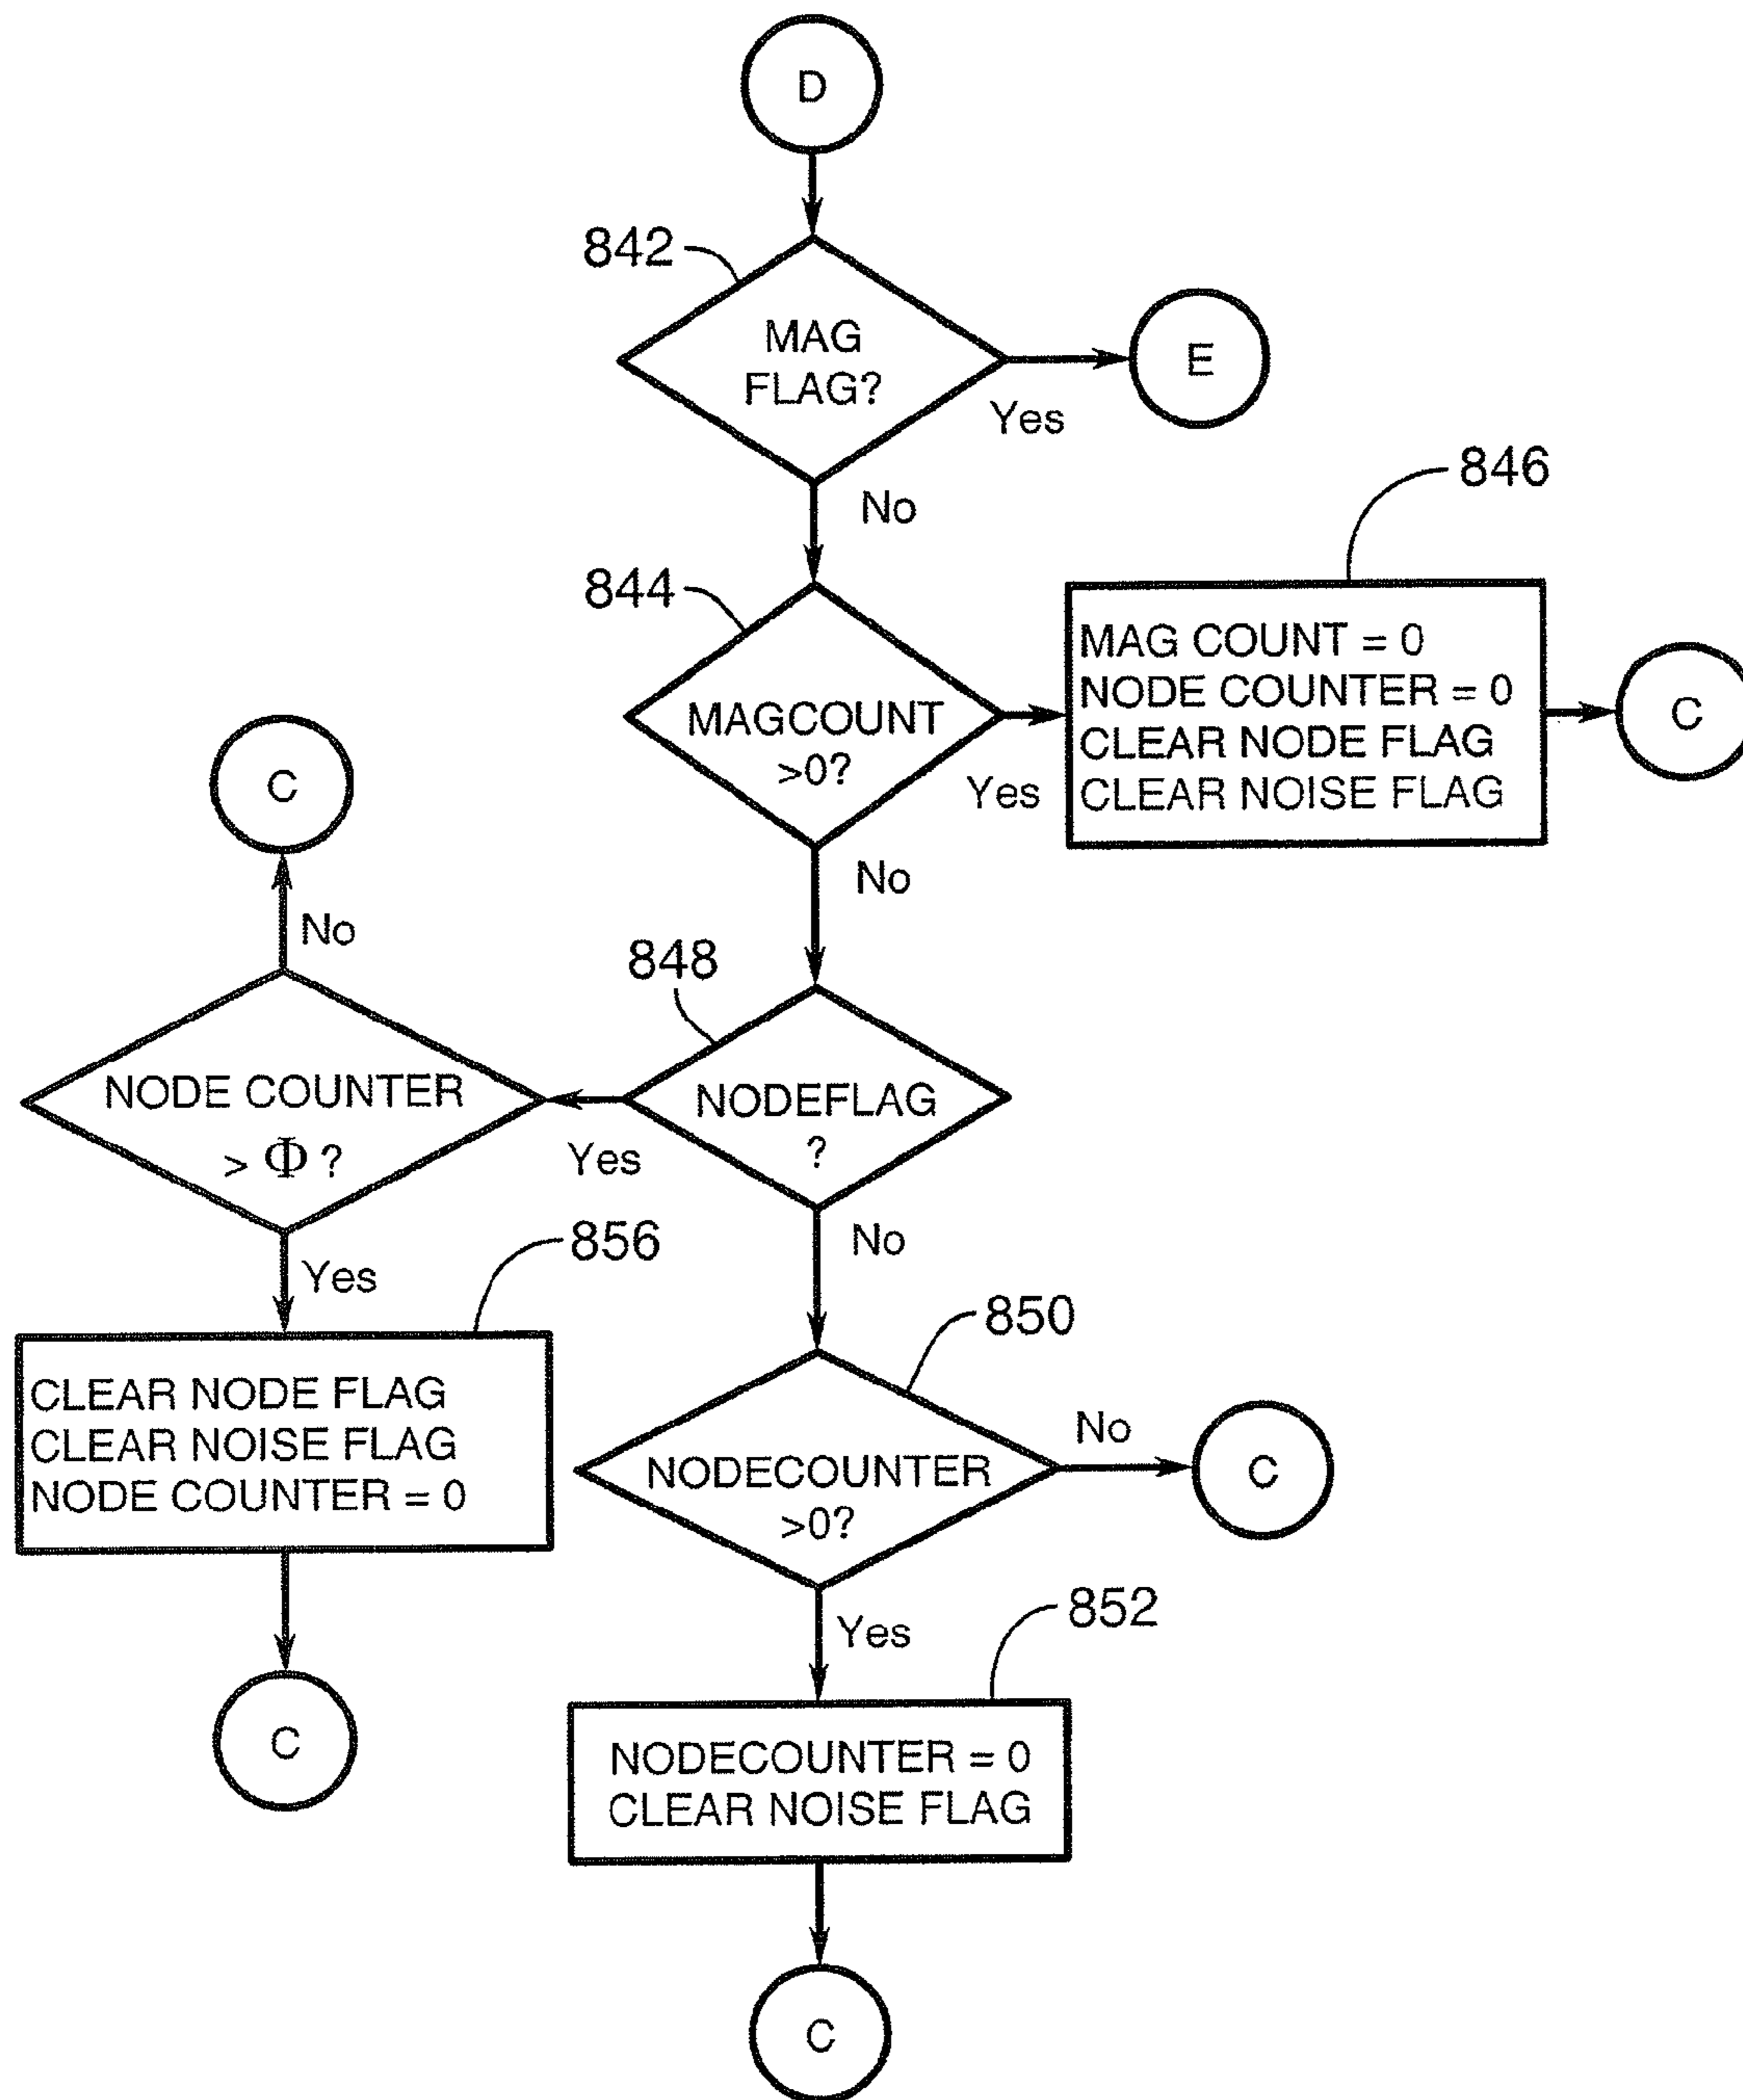 D
842
MAG
FLAG?
E
Yes
No
846
844
MAGCOUNT
>0?
Yes
MAG COUNT = 0
NODE COUNTER = 0
CLEAR NODE FLAG
CLEAR NOISE FLAG
C
C
No
No
848
NODE COUNTER
> Φ ?
Yes
NODEFLAG
?
No
Yes
856
850
CLEAR NODE FLAG
CLEAR NOISE FLAG
NODE COUNTER = 0
NODECOUNTER
>0?
No
C
Yes
852
C
NODECOUNTER = 0
CLEAR NOISE FLAG
C